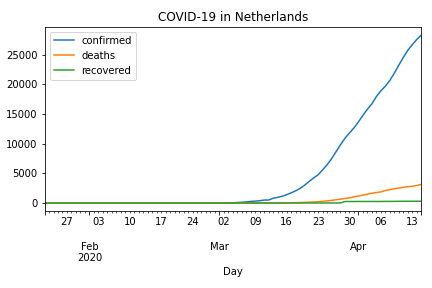 COVID-19 in Netherlands
confirmed
deaths
recovered
25000
20000
15000
10000
5000
0
27 03 10 17 24 02 09 16 23 30 06 13
Feb Mar Apr
2020
Day